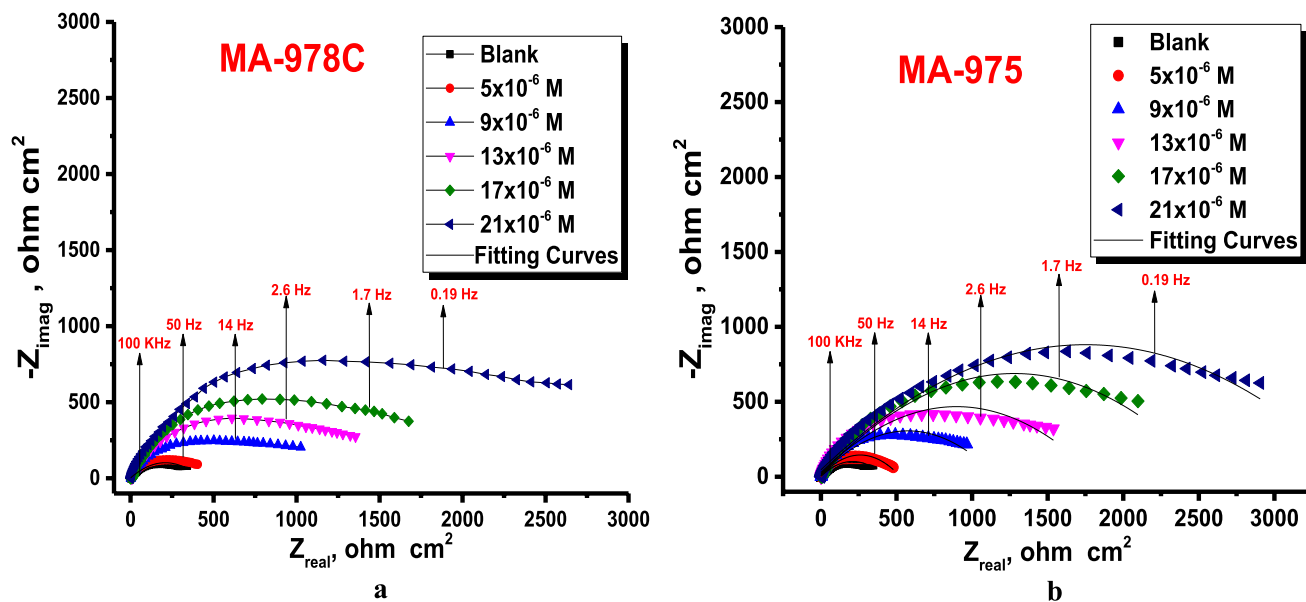 MA-978C
Blank
5x10⁻⁶ M
9x10⁻⁶ M
13x10⁻⁶ M
17x10⁻⁶ M
21x10⁻⁶ M
Fitting Curves
3000
2500
2000
1500
1000
500
0
-Z_imag , ohm cm²
100 KHz
50 Hz
14 Hz
2.6 Hz
1.7 Hz
0.19 Hz
0 500 1000 1500 2000 2500 3000
Z_real, ohm cm²
a
MA-975
Blank
5x10⁻⁶ M
9x10⁻⁶ M
13x10⁻⁶ M
17x10⁻⁶ M
21x10⁻⁶ M
Fitting Curves
3000
2500
2000
1500
1000
500
0
-Z_imag , ohm cm²
100 KHz
50 Hz
14 Hz
2.6 Hz
1.7 Hz
0.19 Hz
0 500 1000 1500 2000 2500 3000
Z_real, ohm cm²
b